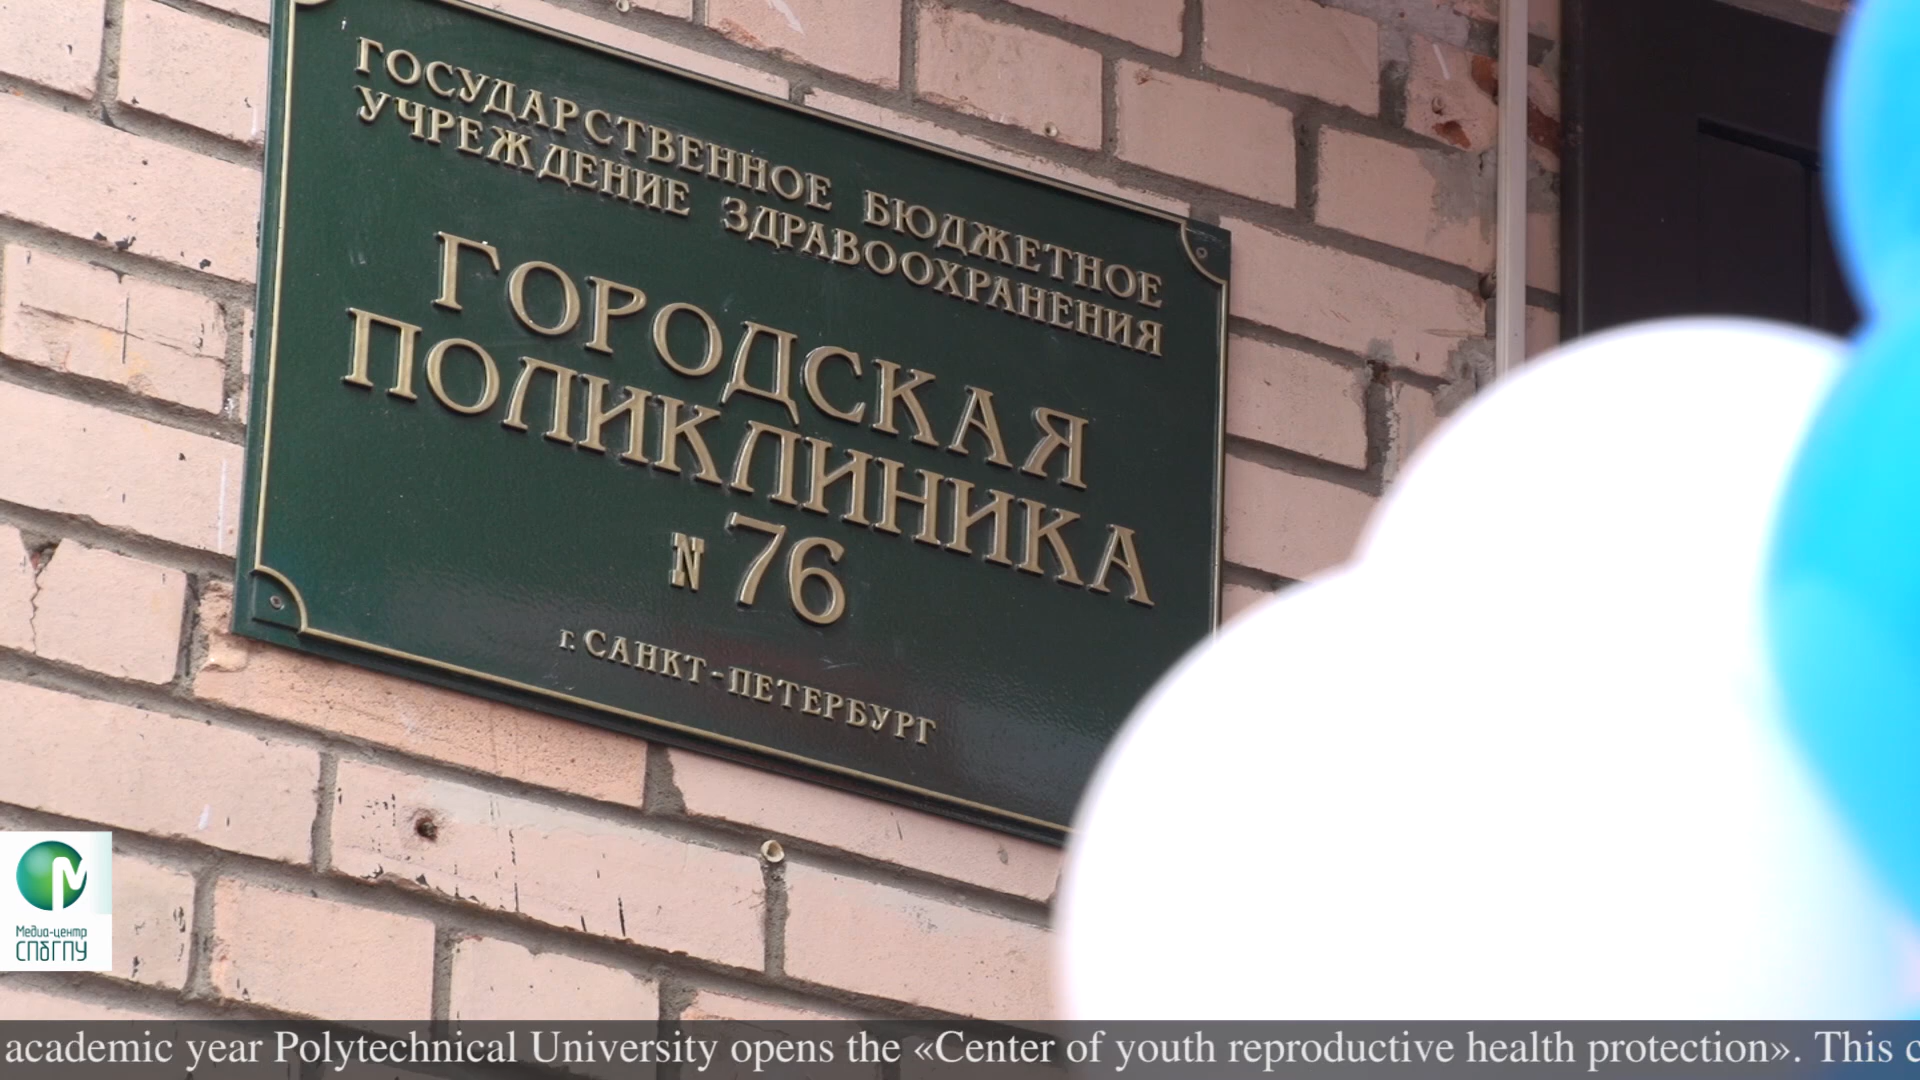 ГОСУДАРСТВЕННОЕ БЮДЖЕТНОЕ
УЧРЕЖДЕНИЕ ЗДРАВООХРАНЕНИЯ
ГОРОДСКАЯ
ПОЛИКЛИНИКА
N 76
г. САНКТ-ПЕТЕРБУРГ
Медиа-центр
СПбГПУ
academic year Polytechnical University opens the «Center of youth reproductive health protection». This c